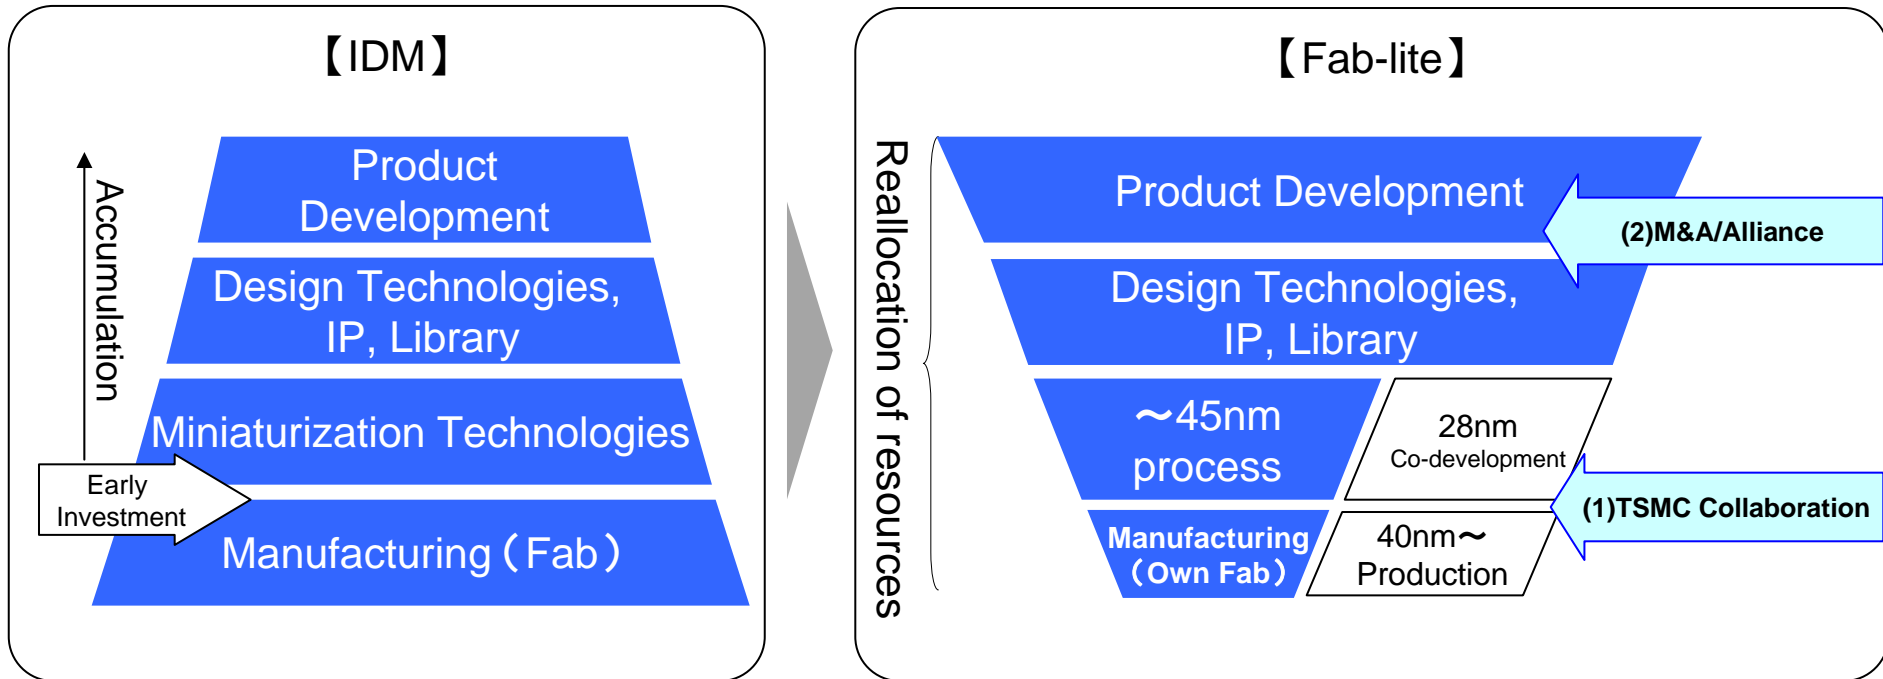 【IDM】
Accumulation
Product
Development
Design Technologies,
IP, Library
Miniaturization Technologies
Early
Investment
Manufacturing（Fab）
【Fab-lite】
Reallocation of resources
Product Development
(2)M&A/Alliance
Design Technologies,
IP, Library
～45nm
process
28nm
Co-development
(1)TSMC Collaboration
Manufacturing
（Own Fab）
40nm～
Production